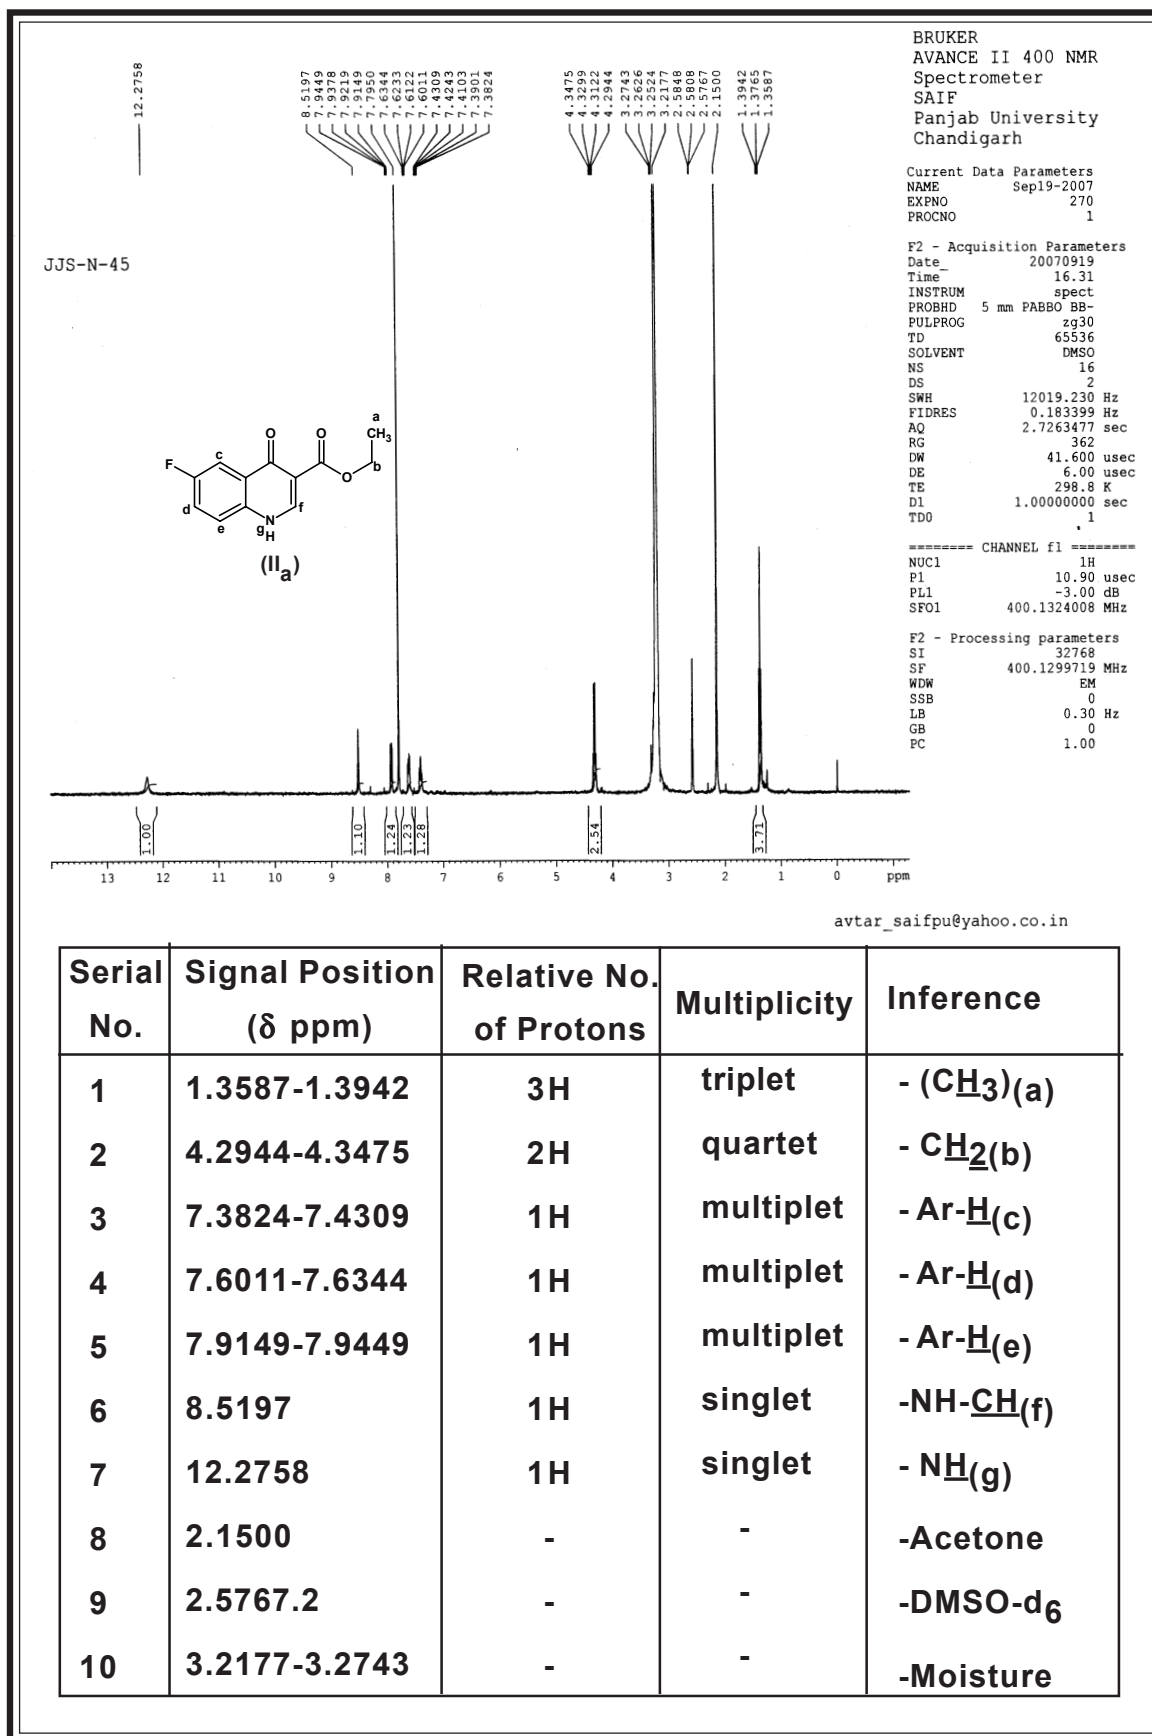 BRUKER
AVANCE II 400 NMR
Spectrometer
SAIF
Panjab University
Chandigarh
12.2758
8.5197
7.9449
7.9378
7.9219
7.9149
7.7950
7.6344
7.6233
7.6122
7.6011
7.4309
7.4243
7.4103
7.3901
7.3824
4.3475
4.3299
4.3122
4.2944
3.2743
3.2626
3.2524
3.2177
2.5848
2.5808
2.5767
2.1500
1.3942
1.3765
1.3587
Current Data Parameters
NAME Sep19-2007
EXPNO 270
PROCNO 1
F2 - Acquisition Parameters
Date_ 20070919
Time 16.31
INSTRUM spect
PROBHD 5 mm PABBO BB-
PULPROG zg30
TD 65536
SOLVENT DMSO
NS 16
DS 2
SWH 12019.230 Hz
FIDRES 0.183399 Hz
AQ 2.7263477 sec
RG 362
DW 41.600 usec
DE 6.00 usec
TE 298.8 K
D1 1.00000000 sec
TD0 1
======== CHANNEL f1 ========
NUC1 1H
P1 10.90 usec
PL1 -3.00 dB
SFO1 400.1324008 MHz
F2 - Processing parameters
SI 32768
SF 400.1299719 MHz
WDW EM
SSB 0
LB 0.30 Hz
GB 0
PC 1.00
JJS-N-45
a
O O CH3
F c O b
d N f
e g H
(IIa)
1.00 1.10 1.24 1.23 1.28 2.54 3.71
13 12 11 10 9 8 7 6 5 4 3 2 1 0 ppm
avtar_saifpu@yahoo.co.in
Serial No. Signal Position (δ ppm) Relative No. of Protons Multiplicity Inference
1 1.3587-1.3942 3H triplet - (CH3)(a)
2 4.2944-4.3475 2H quartet - CH2(b)
3 7.3824-7.4309 1H multiplet - Ar-H(c)
4 7.6011-7.6344 1H multiplet - Ar-H(d)
5 7.9149-7.9449 1H multiplet - Ar-H(e)
6 8.5197 1H singlet -NH-CH(f)
7 12.2758 1H singlet - NH(g)
8 2.1500 - - -Acetone
9 2.5767.2 - - -DMSO-d6
10 3.2177-3.2743 - - -Moisture